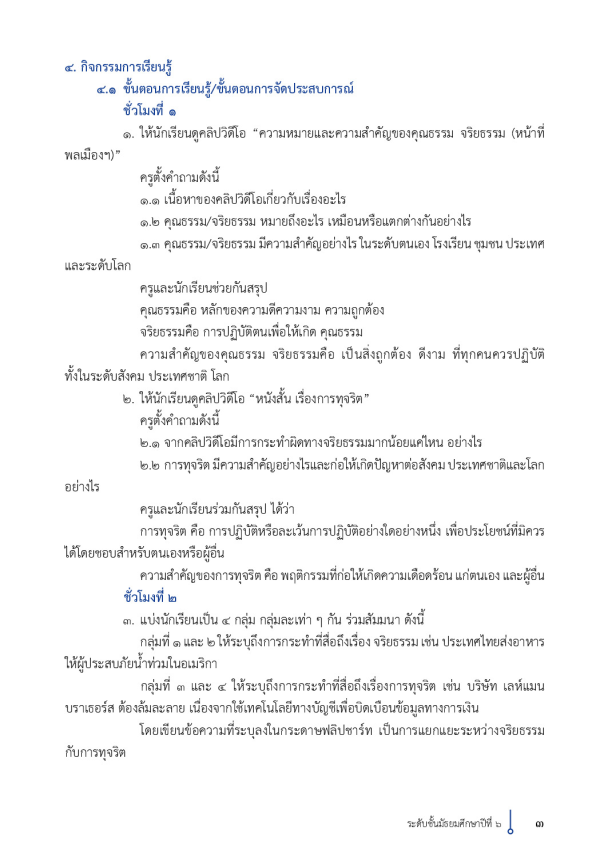 ๔. กิจกรรมการเรียนรู้
๔.๑ ขั้นตอนการเรียนรู้/ขั้นตอนการจัดประสบการณ์
ชั่วโมงที่ ๑
๑. ให้นักเรียนดูคลิปวิดีโอ “ความหมายและความสำคัญของคุณธรรม จริยธรรม (หน้าที่
พลเมืองฯ)”
ครูตั้งคำถามดังนี้
๑.๑ เนื้อหาของคลิปวิดีโอเกี่ยวกับเรื่องอะไร
๑.๒ คุณธรรม/จริยธรรม หมายถึงอะไร เหมือนหรือแตกต่างกันอย่างไร
๑.๓ คุณธรรม/จริยธรรม มีความสำคัญอย่างไร ในระดับตนเอง โรงเรียน ชุมชน ประเทศ
และระดับโลก
ครูและนักเรียนช่วยกันสรุป
คุณธรรมคือ หลักของความดีความงาม ความถูกต้อง
จริยธรรมคือ การปฏิบัติตนเพื่อให้เกิด คุณธรรม
ความสำคัญของคุณธรรม จริยธรรมคือ เป็นสิ่งถูกต้อง ดีงาม ที่ทุกคนควรปฏิบัติ
ทั้งในระดับสังคม ประเทศชาติ โลก
๒. ให้นักเรียนดูคลิปวิดีโอ “หนังสั้น เรื่องการทุจริต”
ครูตั้งคำถามดังนี้
๒.๑ จากคลิปวิดีโอมีการกระทำผิดทางจริยธรรมมากน้อยแค่ไหน อย่างไร
๒.๒ การทุจริต มีความสำคัญอย่างไรและก่อให้เกิดปัญหาต่อสังคม ประเทศชาติและโลก
อย่างไร
ครูและนักเรียนร่วมกันสรุป ได้ว่า
การทุจริต คือ การปฏิบัติหรือละเว้นการปฏิบัติอย่างใดอย่างหนึ่ง เพื่อประโยชน์ที่มิควร
ได้โดยชอบสำหรับตนเองหรือผู้อื่น
ความสำคัญของการทุจริต คือ พฤติกรรมที่ก่อให้เกิดความเดือดร้อน แก่ตนเอง และผู้อื่น
ชั่วโมงที่ ๒
๓. แบ่งนักเรียนเป็น ๔ กลุ่ม กลุ่มละเท่า ๆ กัน ร่วมสัมมนา ดังนี้
กลุ่มที่ ๑ และ ๒ ให้ระบุถึงการกระทำที่สื่อถึงเรื่อง จริยธรรม เช่น ประเทศไทยส่งอาหาร
ให้ผู้ประสบภัยน้ำท่วมในอเมริกา
กลุ่มที่ ๓ และ ๔ ให้ระบุถึงการกระทำที่สื่อถึงเรื่องการทุจริต เช่น บริษัท เลห์แมน
บราเธอร์ส ต้องล้มละลาย เนื่องจากใช้เทคโนโลยีทางบัญชีเพื่อบิดเบือนข้อมูลทางการเงิน
โดยเขียนข้อความที่ระบุลงในกระดาษฟลิปชาร์ท เป็นการแยกแยะระหว่างจริยธรรม
กับการทุจริต
ระดับชั้นมัธยมศึกษาปีที่ ๖ ๓